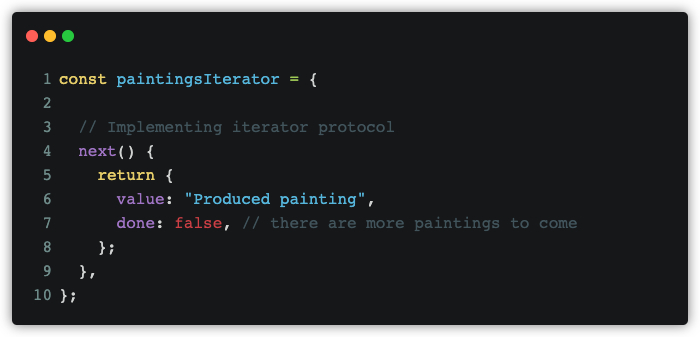 1 const paintingsIterator = {
2
3   // Implementing iterator protocol
4   next() {
5     return {
6       value: "Produced painting",
7       done: false, // there are more paintings to come
8     };
9   },
10 };